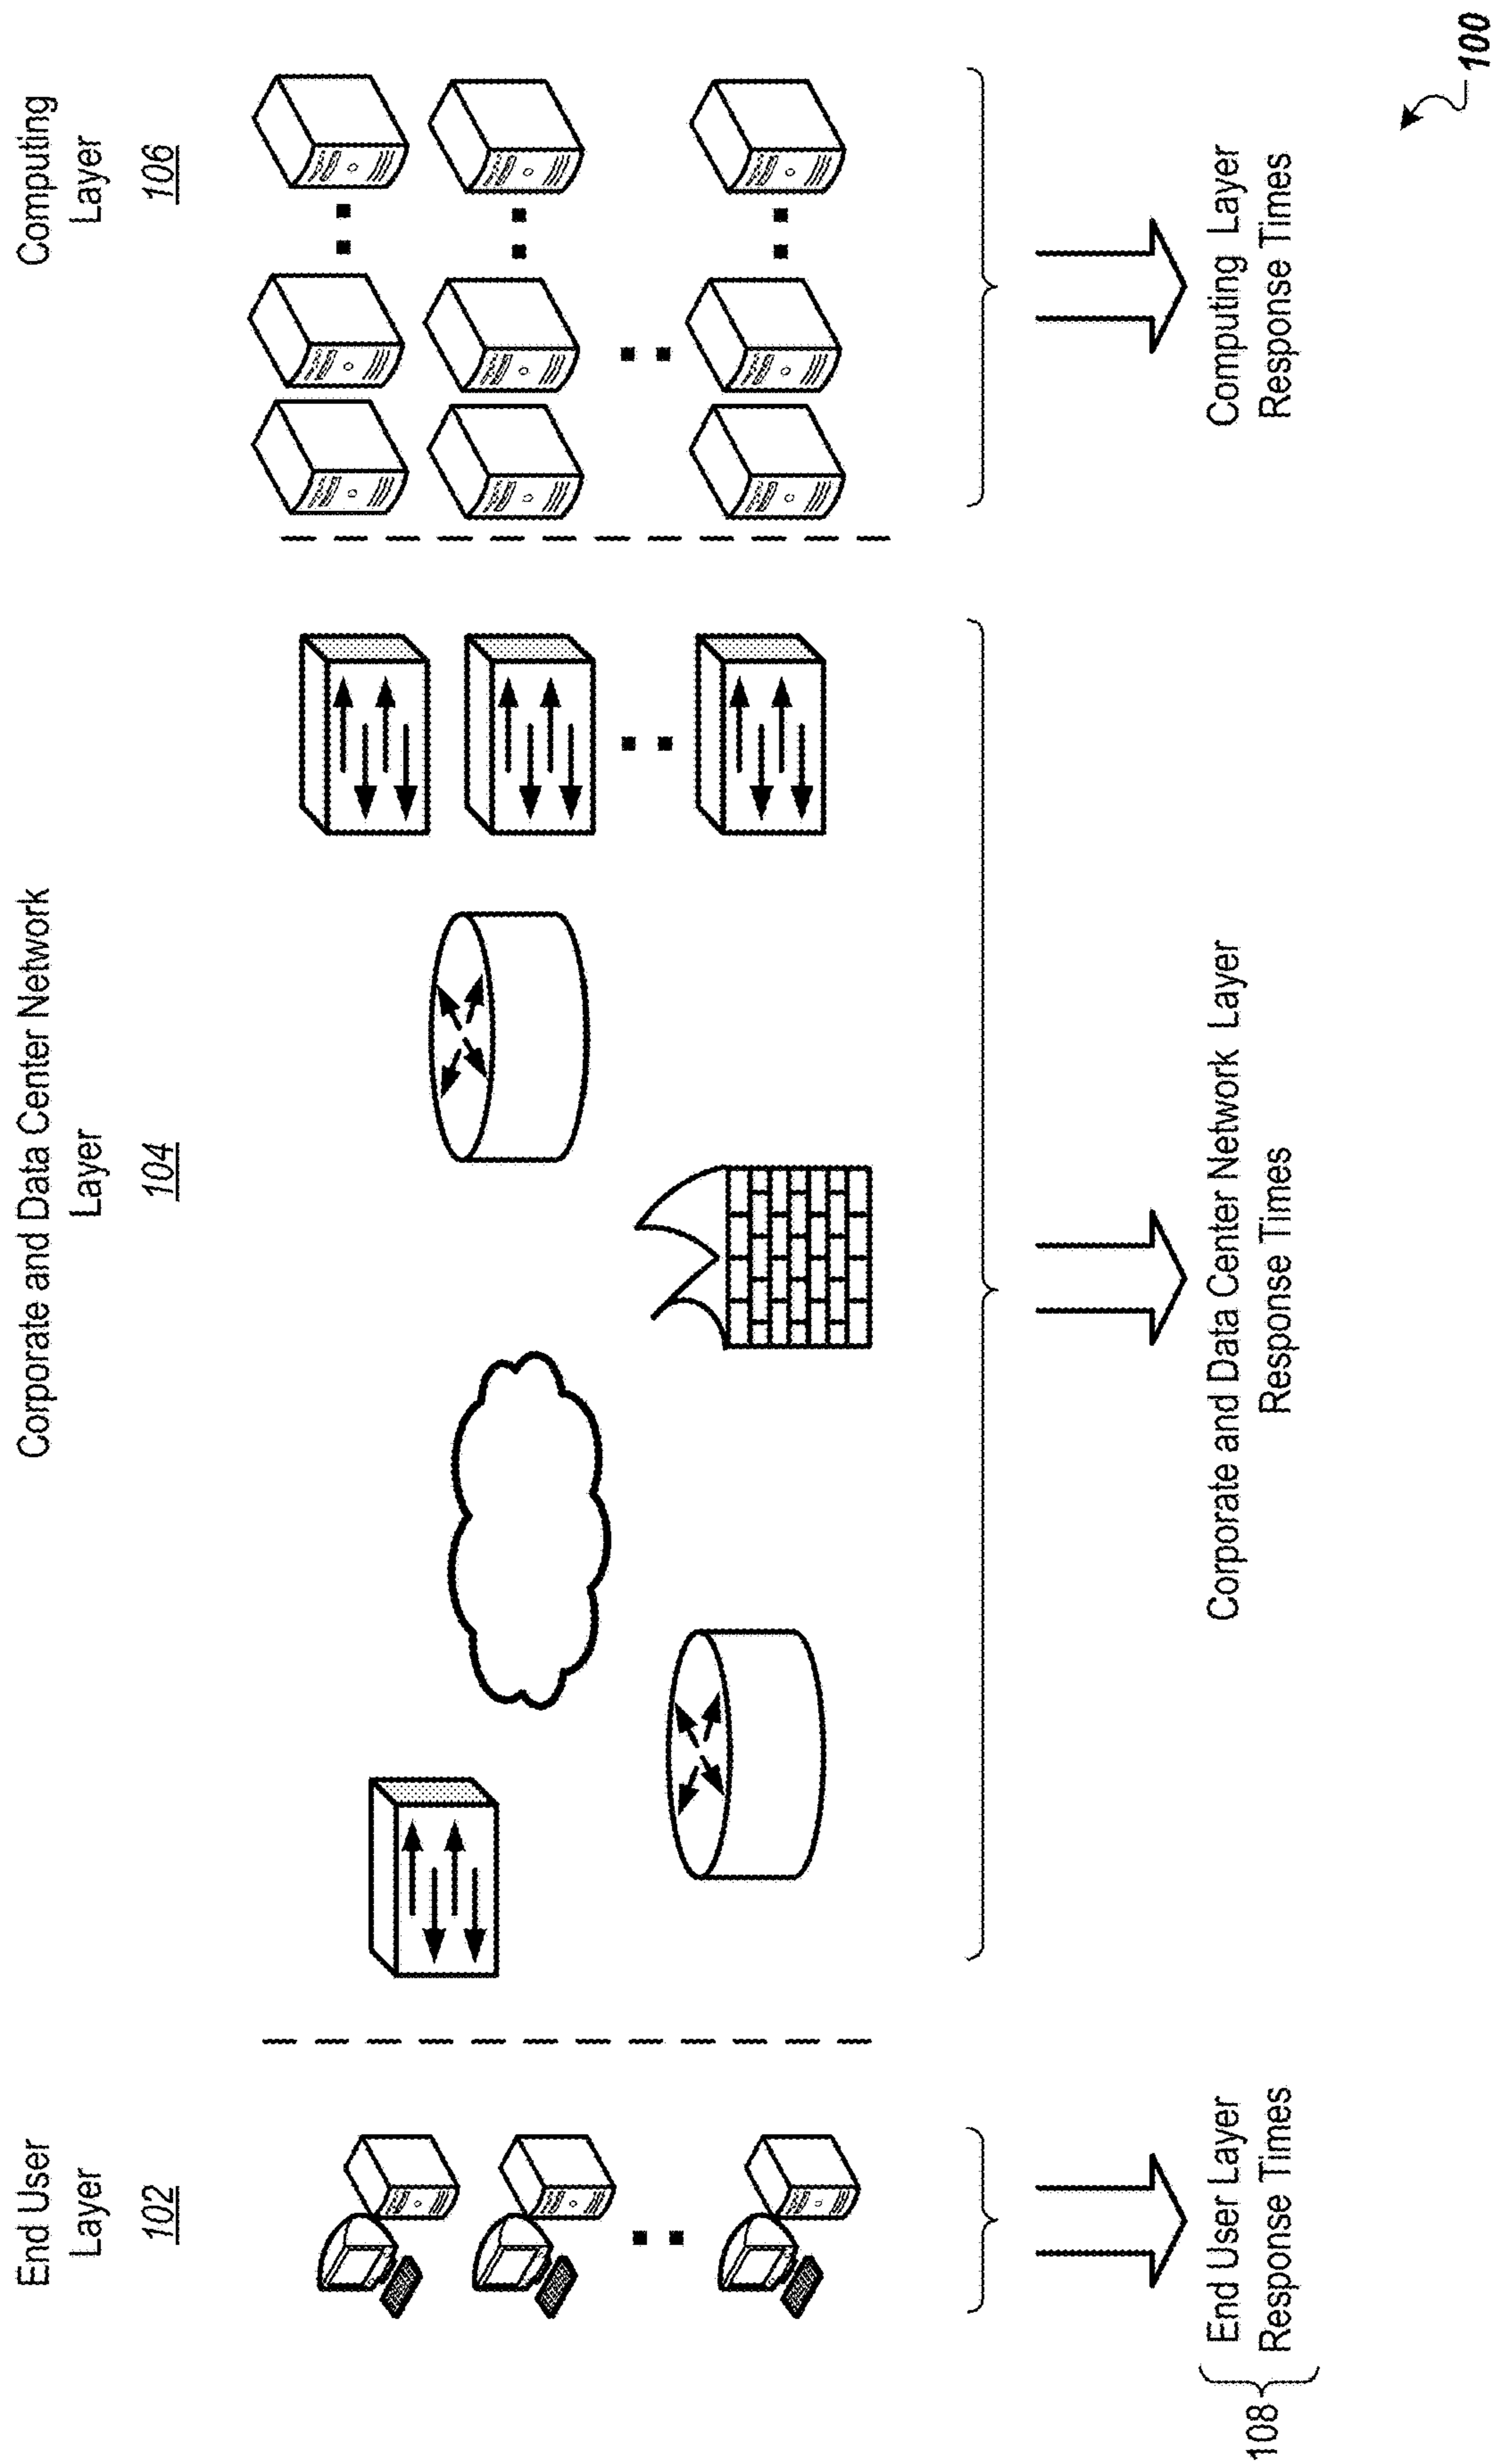 End User
Layer
102
Corporate and Data Center Network
Layer
104
Computing
Layer
106
108
End User Layer
Response Times
Corporate and Data Center Network Layer
Response Times
Computing Layer
Response Times
100